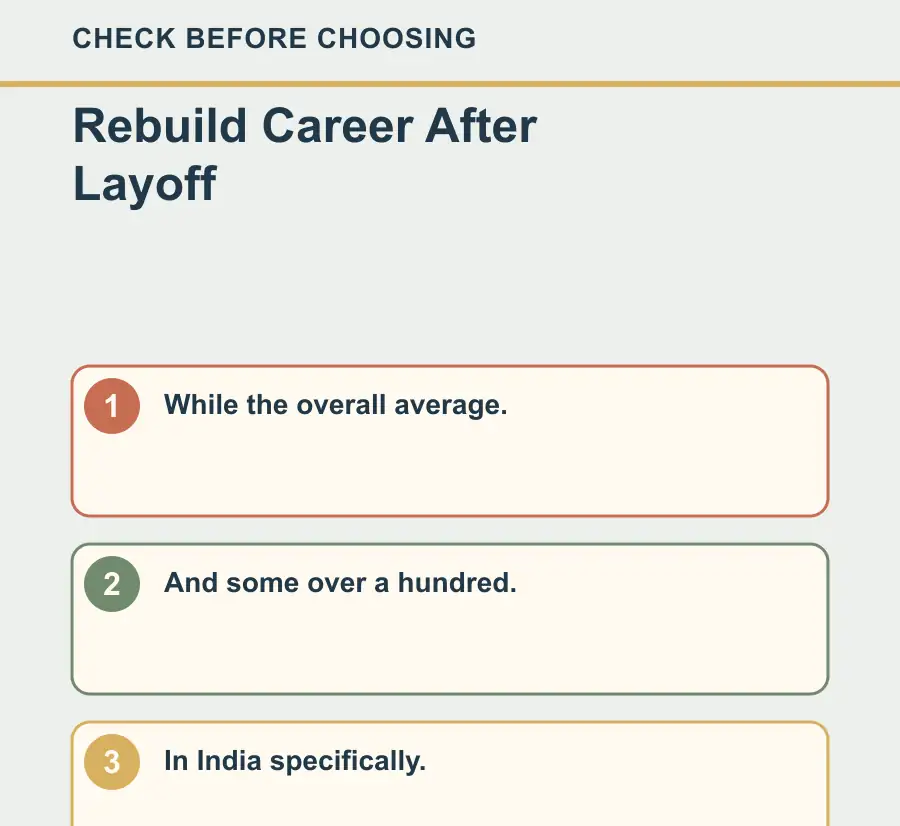 CHECK BEFORE CHOOSING
Rebuild Career After
Layoff
1
While the overall average.
2
And some over a hundred.
3
In India specifically.